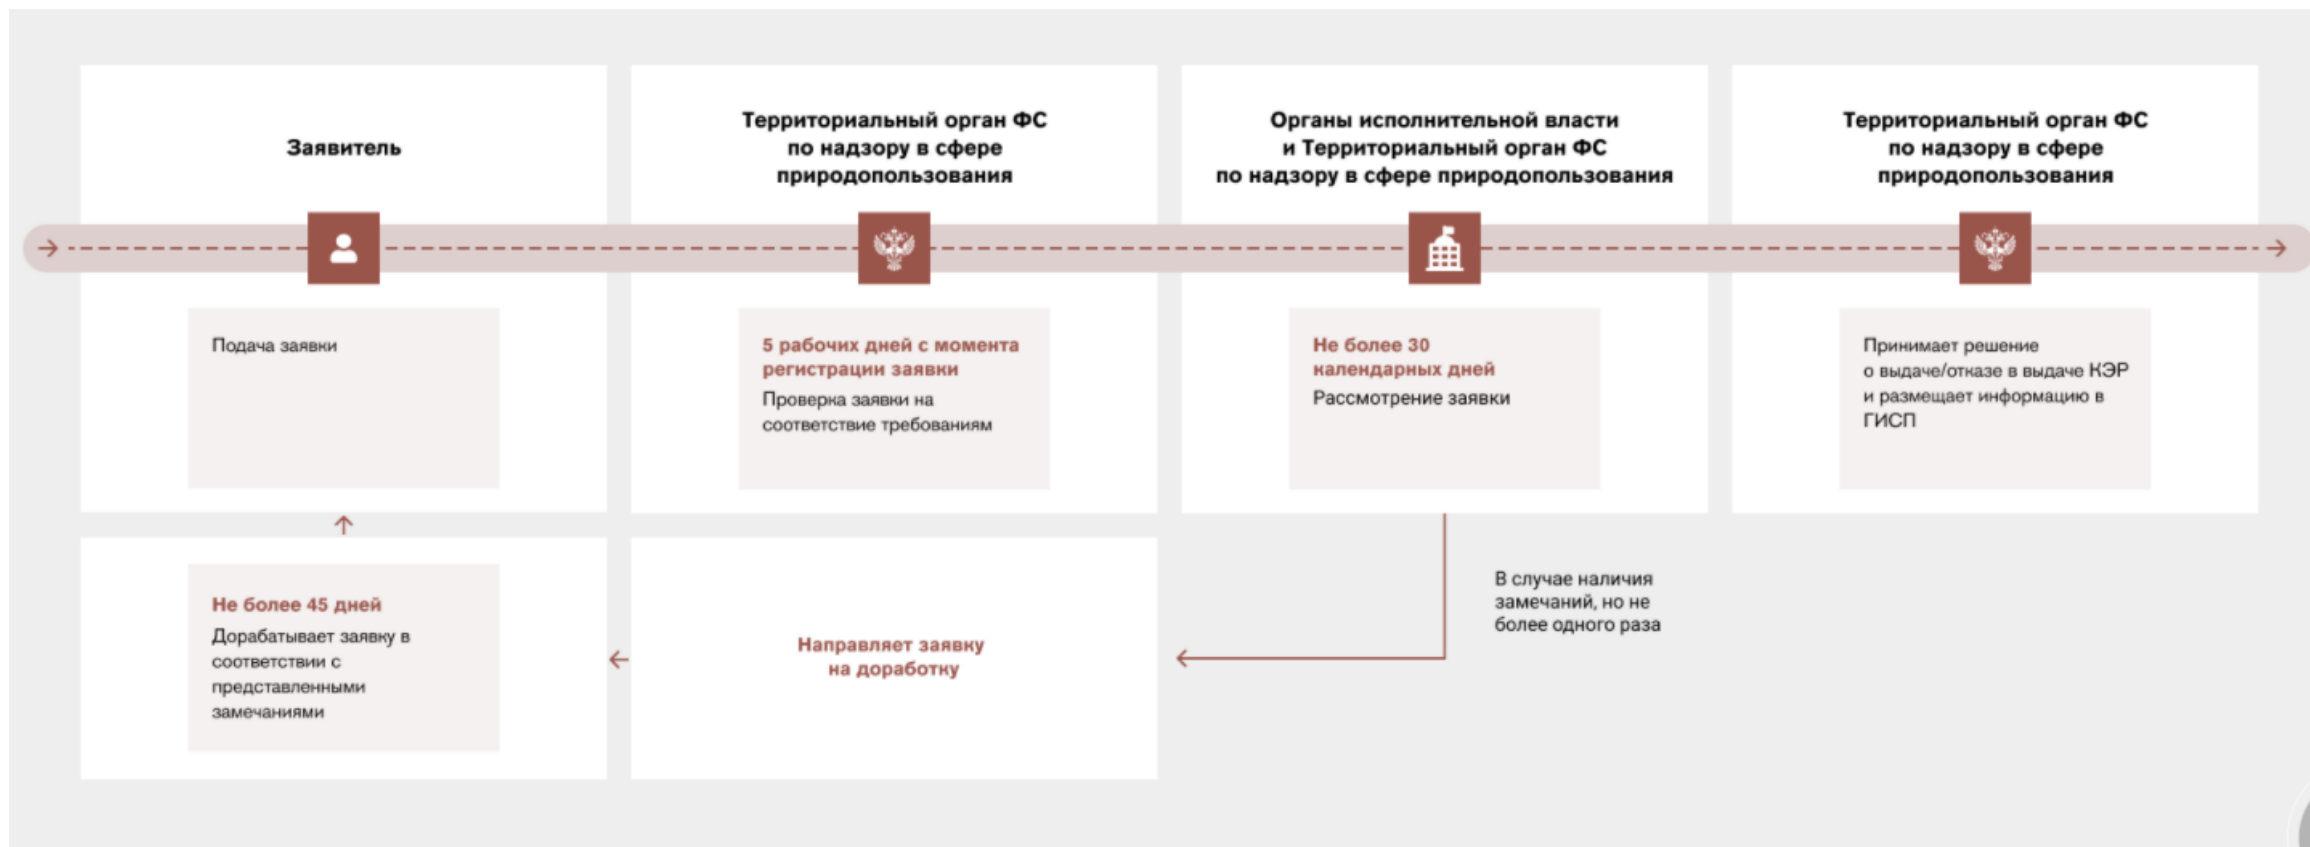 Заявитель
Подача заявки
Территориальный орган ФС
по надзору в сфере
природопользования
5 рабочих дней с момента
регистрации заявки
Проверка заявки на
соответствие требованиям
Органы исполнительной власти
и Территориальный орган ФС
по надзору в сфере природопользования
Не более 30
календарных дней
Рассмотрение заявки
Территориальный орган ФС
по надзору в сфере
природопользования
Принимает решение
о выдаче/отказе в выдаче КЭР
и размещает информацию в
ГИСП
В случае наличия
замечаний, но не
более одного раза
Направляет заявку
на доработку
Не более 45 дней
Дорабатывает заявку в
соответствии с
представленными
замечаниями